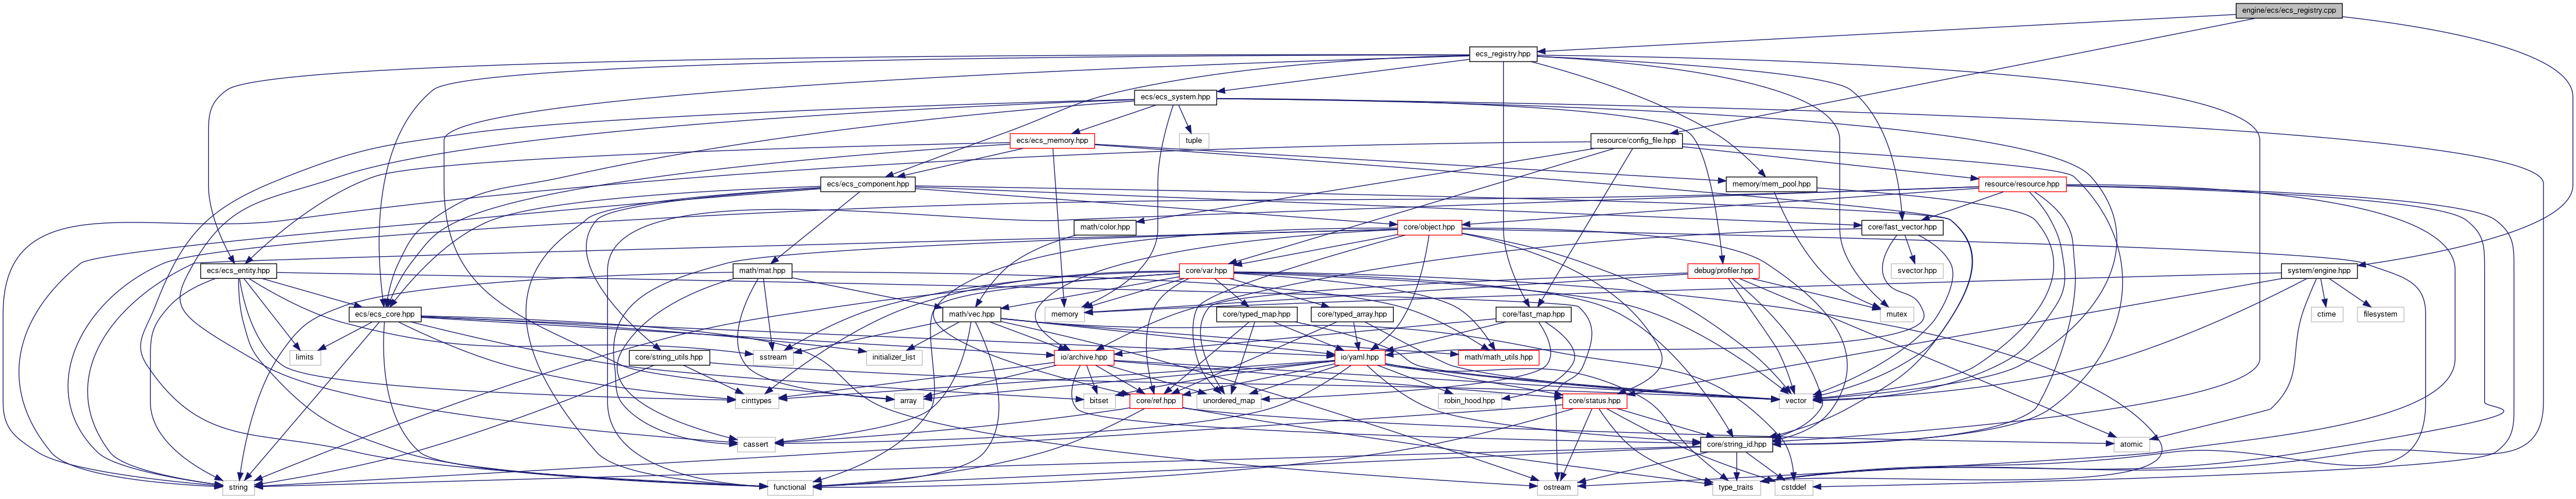 engine/ecs/ecs_registry.cpp
ecs_registry.hpp
ecs/ecs_system.hpp
ecs/ecs_memory.hpp
tuple
resource/config_file.hpp
ecs/ecs_component.hpp
memory/mem_pool.hpp
resource/resource.hpp
math/color.hpp
core/object.hpp
core/fast_vector.hpp
ecs/ecs_entity.hpp
math/mat.hpp
core/var.hpp
debug/profiler.hpp
svector.hpp
system/engine.hpp
ecs/ecs_core.hpp
math/vec.hpp
memory
core/typed_map.hpp
core/typed_array.hpp
core/fast_map.hpp
mutex
ctime
filesystem
limits
core/string_utils.hpp
sstream
initializer_list
io/archive.hpp
io/yaml.hpp
math/math_utils.hpp
cinttypes
array
bitset
core/ref.hpp
unordered_map
robin_hood.hpp
core/status.hpp
vector
cassert
core/string_id.hpp
atomic
string
functional
ostream
type_traits
cstddef